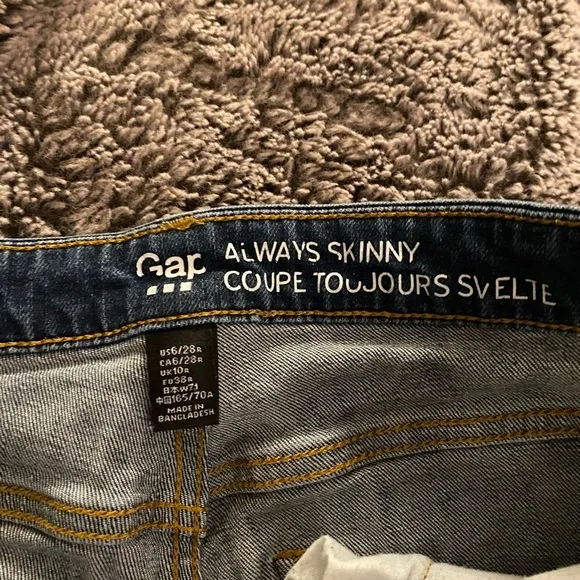 Gap
ALWAYS SKINNY
COUPE TOUJOURS SVELTE
US6/28R
CA6/28R
UK10R
EU38R
日本W71
中国165/70A
MADE IN
BANGLADESH